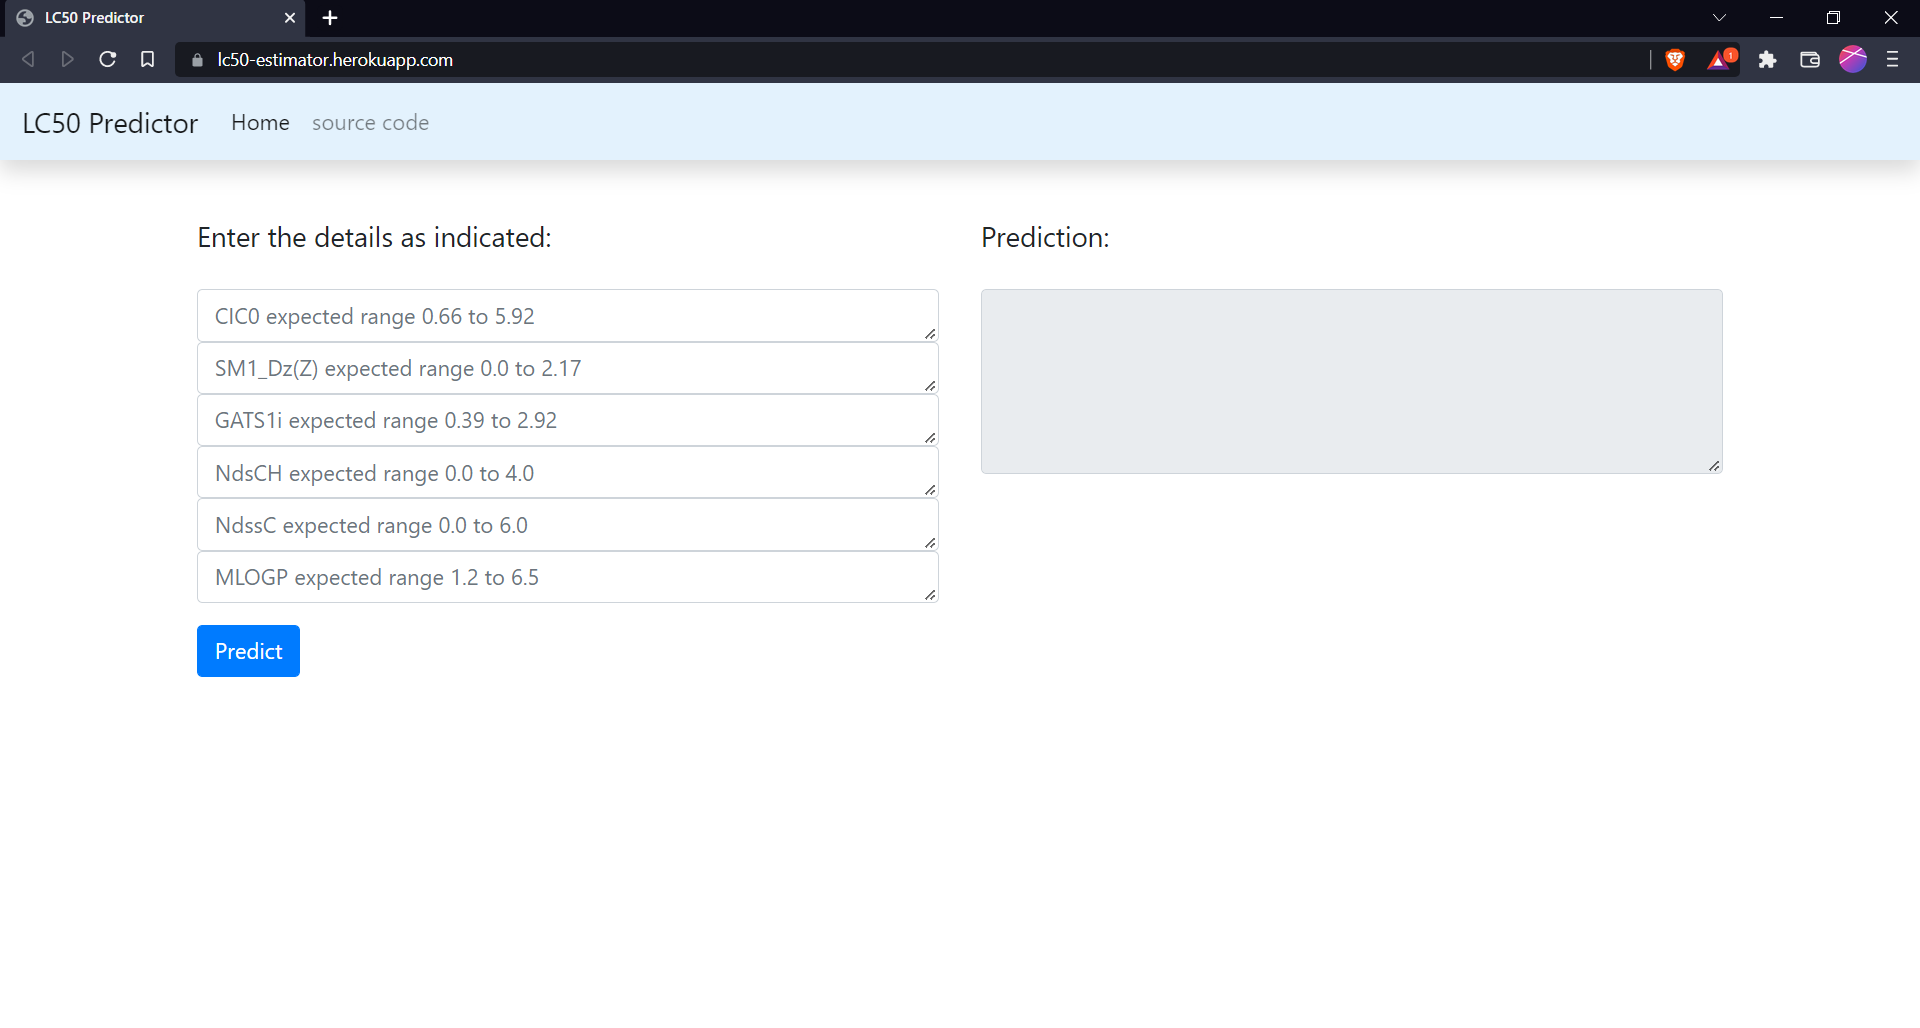 LC50 Predictor
lc50-estimator.herokuapp.com
1
LC50 Predictor Home source code
Enter the details as indicated:
CIC0 expected range 0.66 to 5.92
SM1_Dz(Z) expected range 0.0 to 2.17
GATS1i expected range 0.39 to 2.92
NdsCH expected range 0.0 to 4.0
NdssC expected range 0.0 to 6.0
MLOGP expected range 1.2 to 6.5
Predict
Prediction: